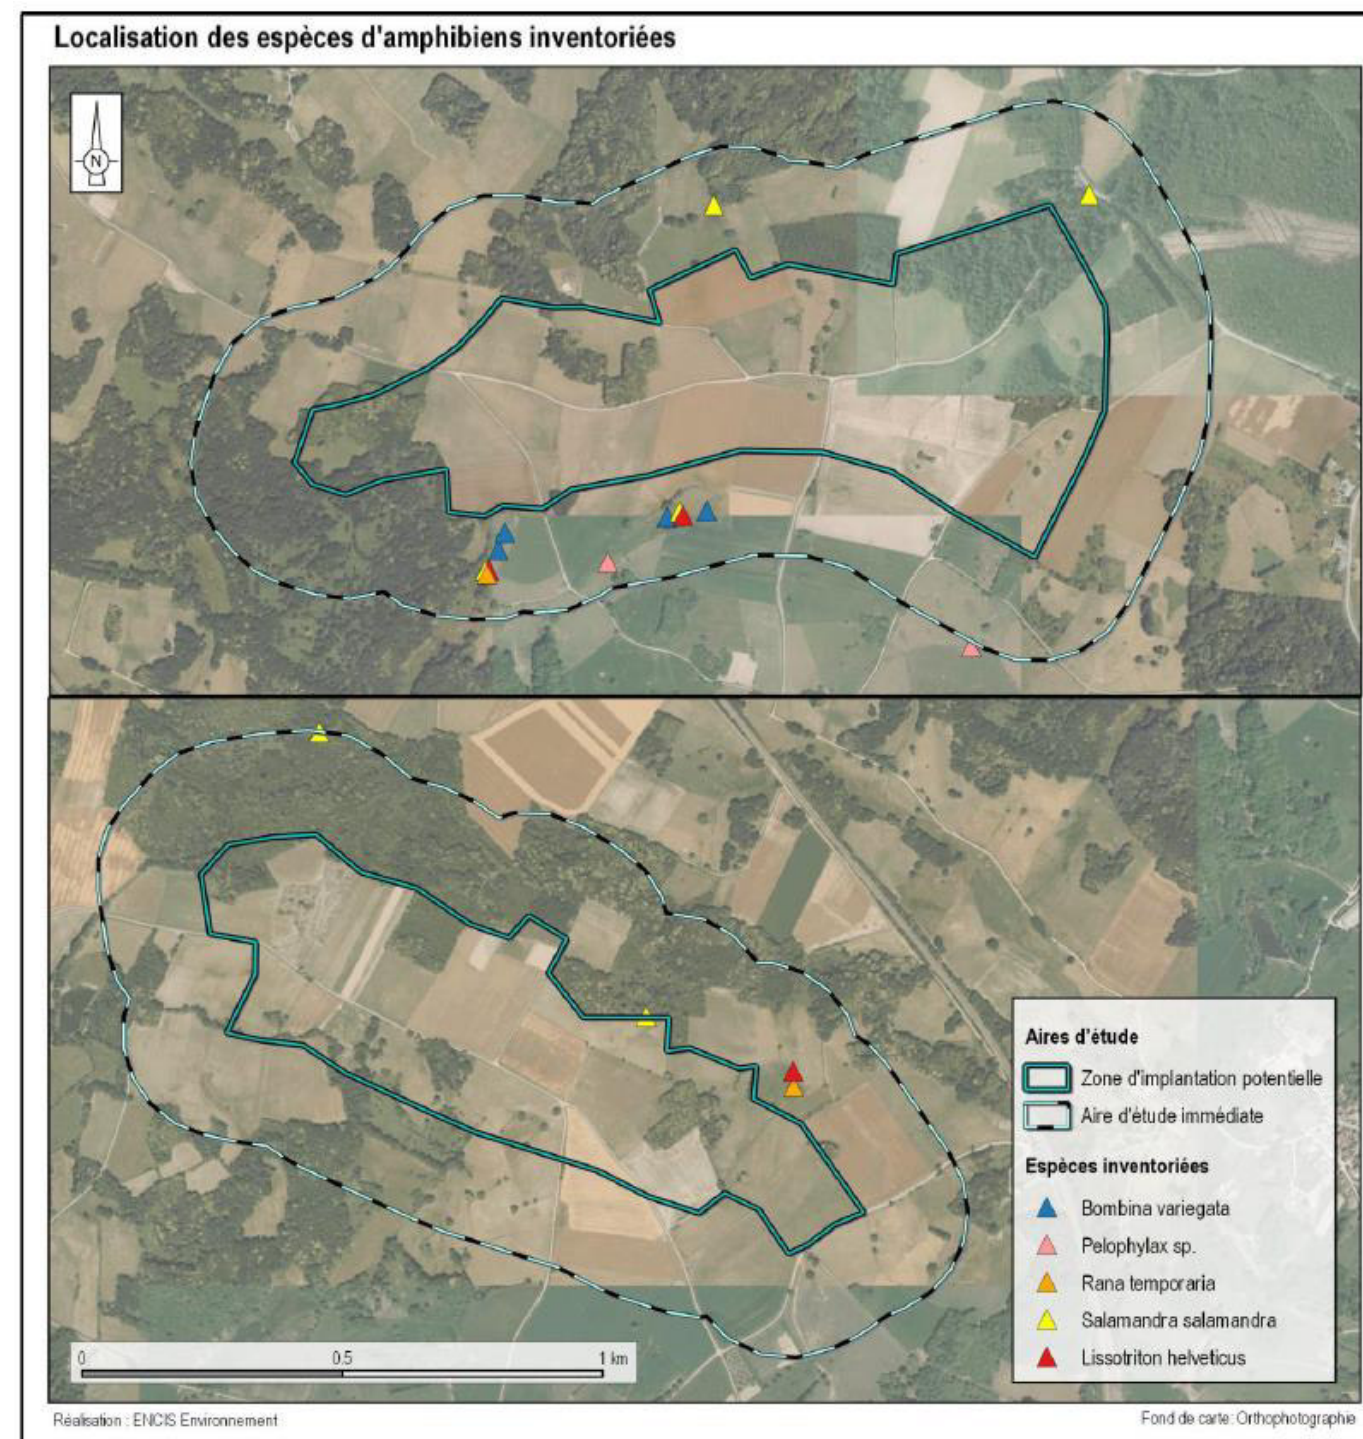 Localisation des espèces d'amphibiens inventoriées
N
Aires d'étude
Zone d'implantation potentielle
Aire d'étude immédiate
Espèces inventoriées
Bombina variegata
Pelophylax sp.
Rana temporaria
Salamandra salamandra
Lissotriton helveticus
0 0.5 1 km
Réalisation : ENCIS Environnement
Fond de carte: Orthophotographie